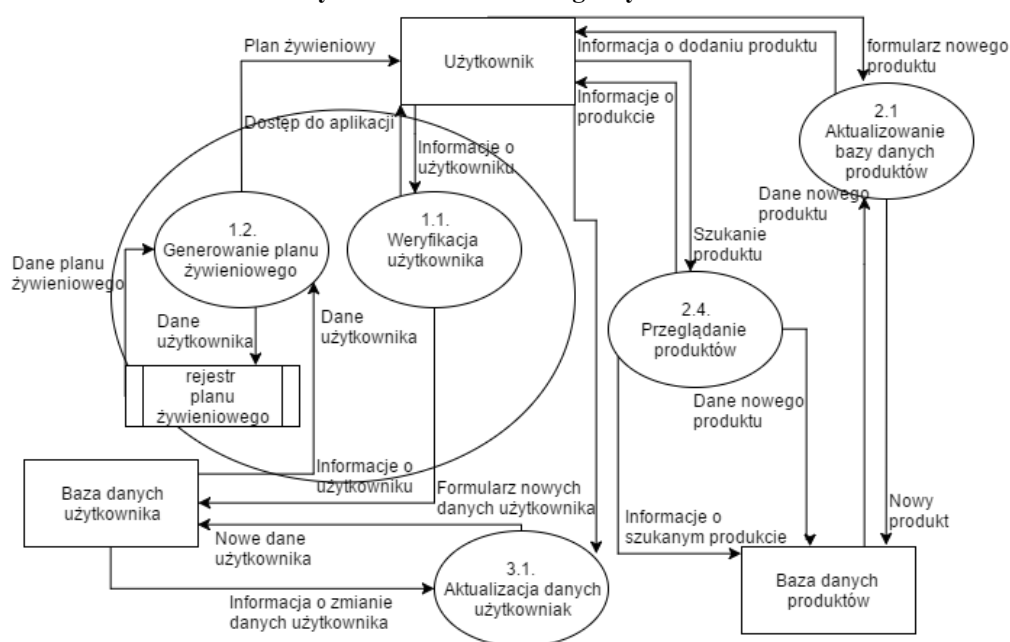 Plan żywieniowy
Użytkownik
Informacja o dodaniu produktu
formularz nowego
produktu
Informacje o
produkcie
2.1
Aktualizowanie
bazy danych
produktów
Dostęp do aplikacji
Informacje o
użytkowniku
1.2.
Generowanie planu
żywieniowego
1.1.
Weryfikacja
użytkownika
Dane nowego
produktu
Szukanie
produktu
Dane planu
żywieniowego
Dane
użytkownika
Dane
użytkownika
2.4.
Przeglądanie
produktów
rejestr
planu
żywieniowego
Dane nowego
produktu
Baza danych
użytkownika
Informacje o
użytkowniku
Formularz nowych
danych użytkownika
Nowy
produkt
Informacje o
szukanym produkcie
Nowe dane
użytkownika
3.1.
Aktualizacja danych
użytkowniak
Baza danych
produktów
Informacja o zmianie
danych użytkownika